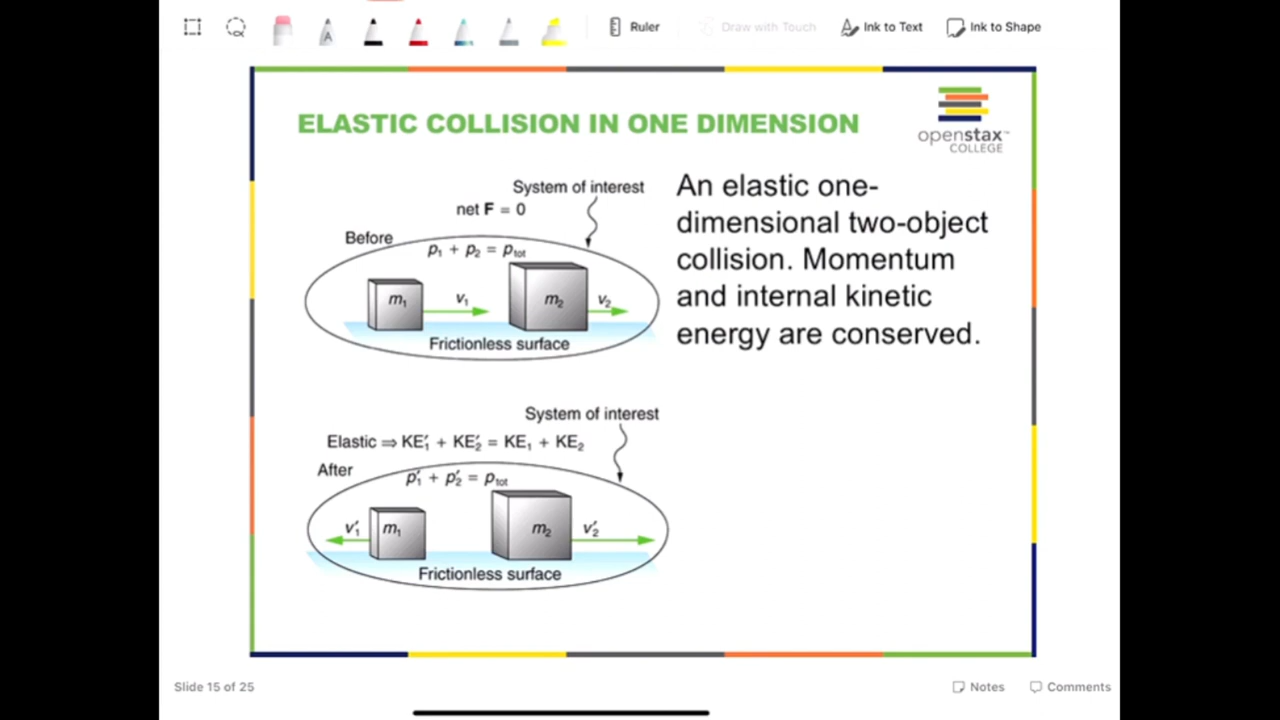 Ruler
Draw with Touch
Ink to Text
Ink to Shape
A
ELASTIC COLLISION IN ONE DIMENSION
openstax™
COLLEGE
System of interest
net F = 0
Before
p₁ + p₂ = pₜₒₜ
m₁
v₁
m₂
v₂
Frictionless surface
An elastic one-
dimensional two-object
collision. Momentum
and internal kinetic
energy are conserved.
System of interest
Elastic ⇒ KE′₁ + KE′₂ = KE₁ + KE₂
After
p′₁ + p′₂ = pₜₒₜ
v′₁
m₁
m₂
v′₂
Frictionless surface
Slide 15 of 25
Notes
Comments